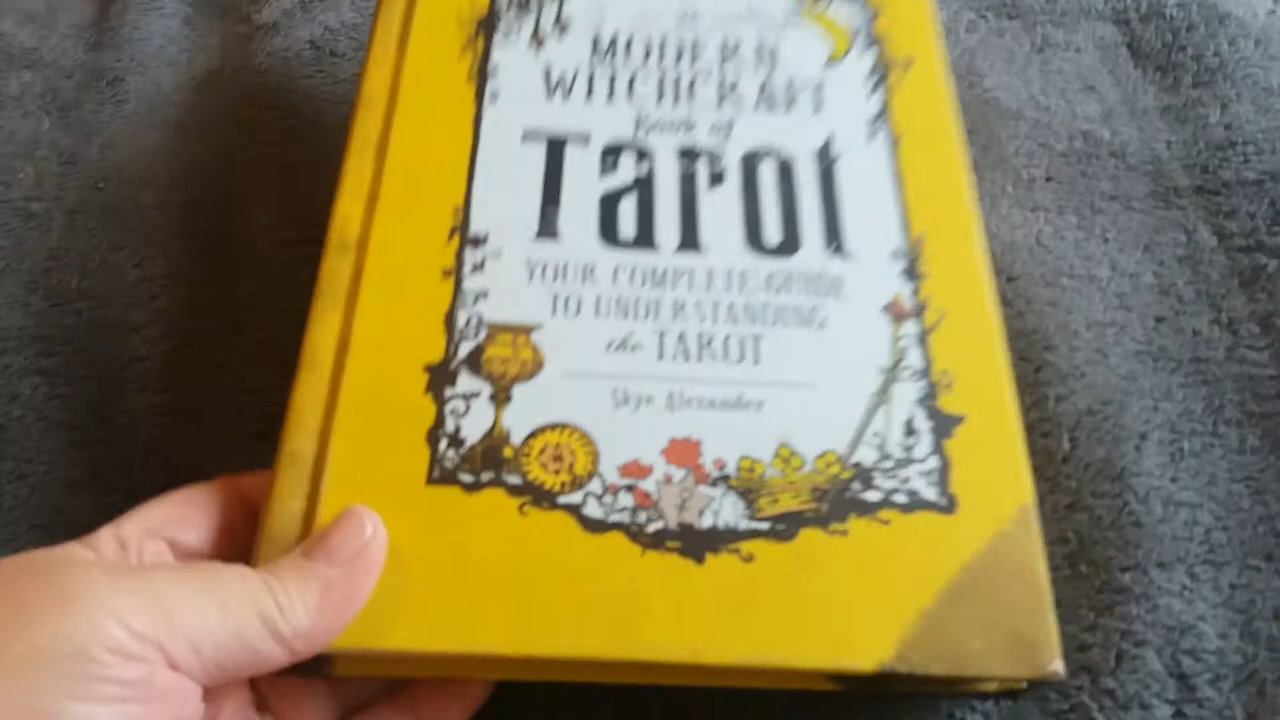 MODERN
WITCHCRAFT
Book of
Tarot
YOUR COMPLETE GUIDE
TO UNDERSTANDING
the TAROT
Skye Alexander